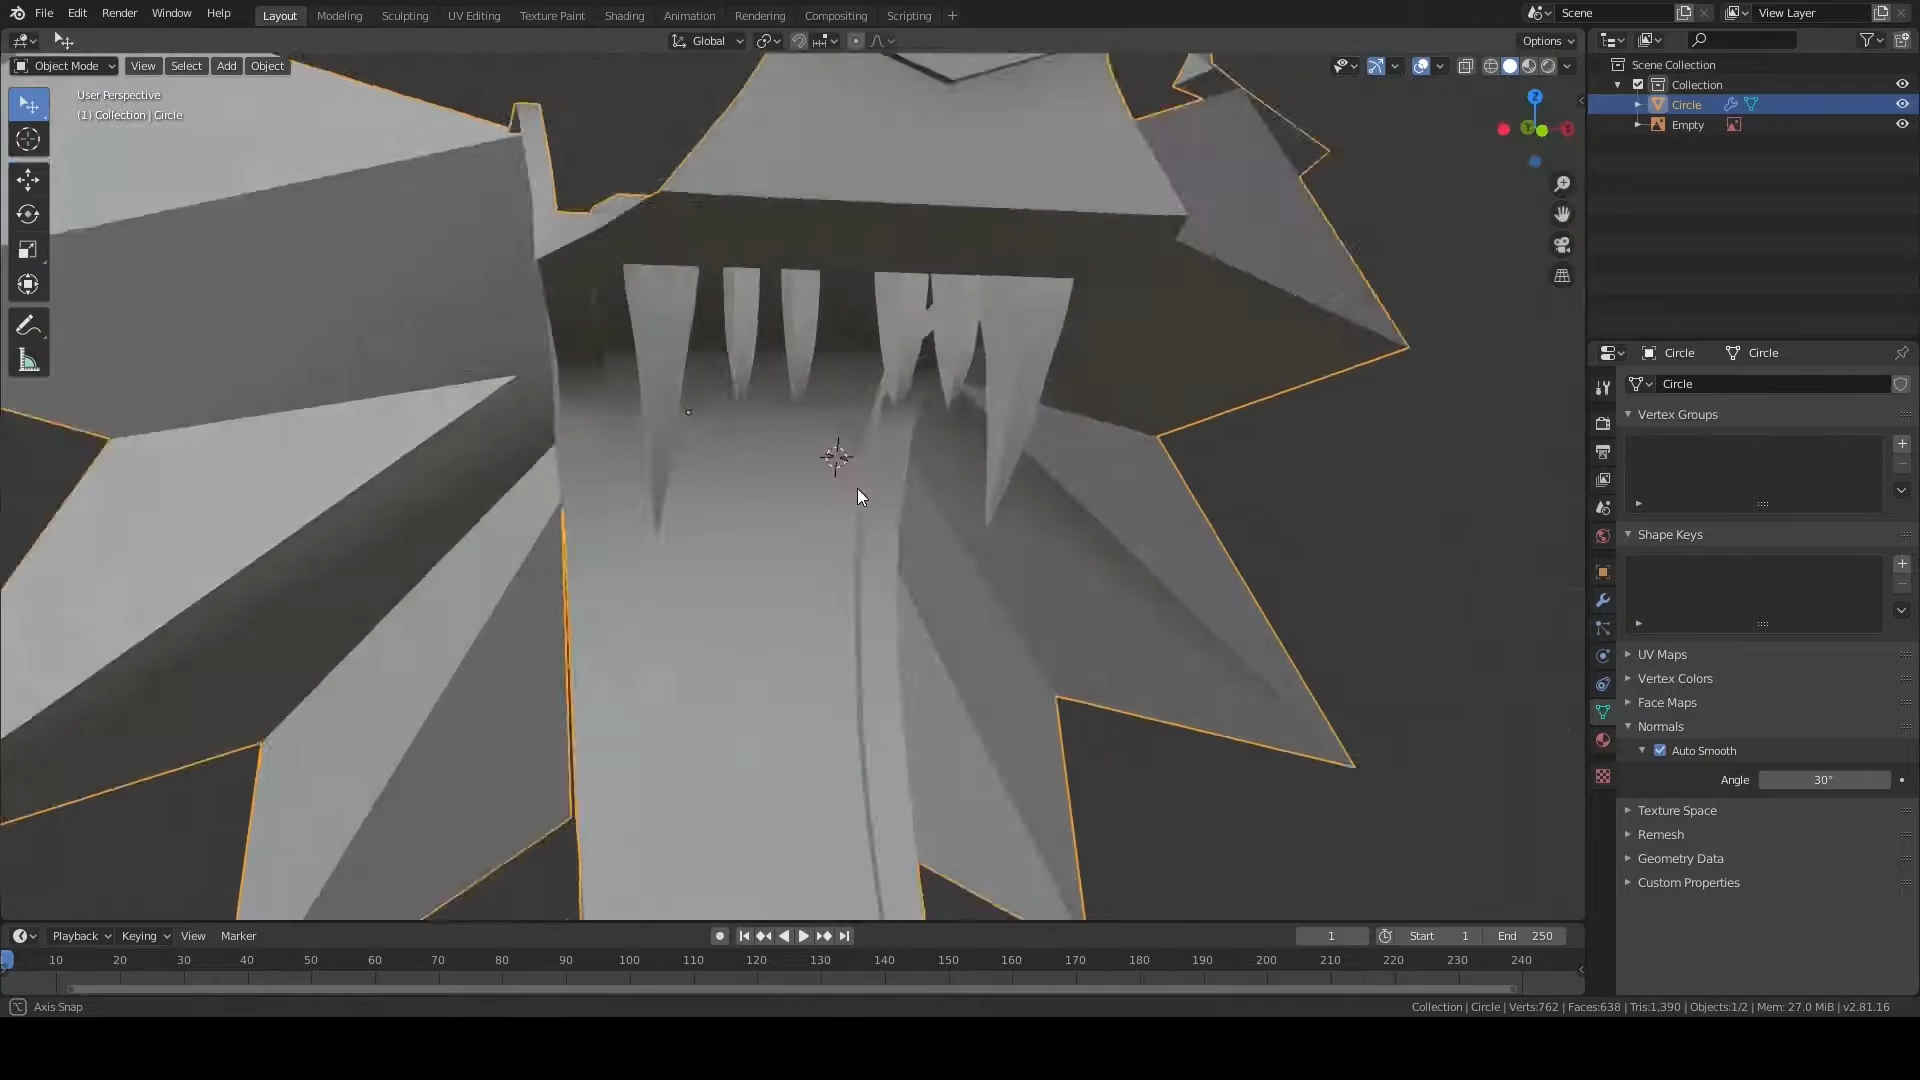 File Edit Render Window Help Layout Modeling Sculpting UV Editing Texture Paint Shading Animation Rendering Compositing Scripting + Scene View Layer
Global Options
Object Mode View Select Add Object
User Perspective
(1) Collection | Circle
Z
Scene Collection
Collection
Circle
Empty
Circle Circle
Circle
Vertex Groups
Shape Keys
UV Maps
Vertex Colors
Face Maps
Normals
Auto Smooth
Angle 30°
Texture Space
Remesh
Geometry Data
Custom Properties
Playback Keying View Marker 1 Start 1 End 250
10 20 30 40 50 60 70 80 90 100 110 120 130 140 150 160 170 180 190 200 210 220 230 240
Axis Snap Collection | Circle | Verts:762 | Faces:638 | Tris:1,390 | Objects:1/2 | Mem: 27.0 MiB | v2.81.16